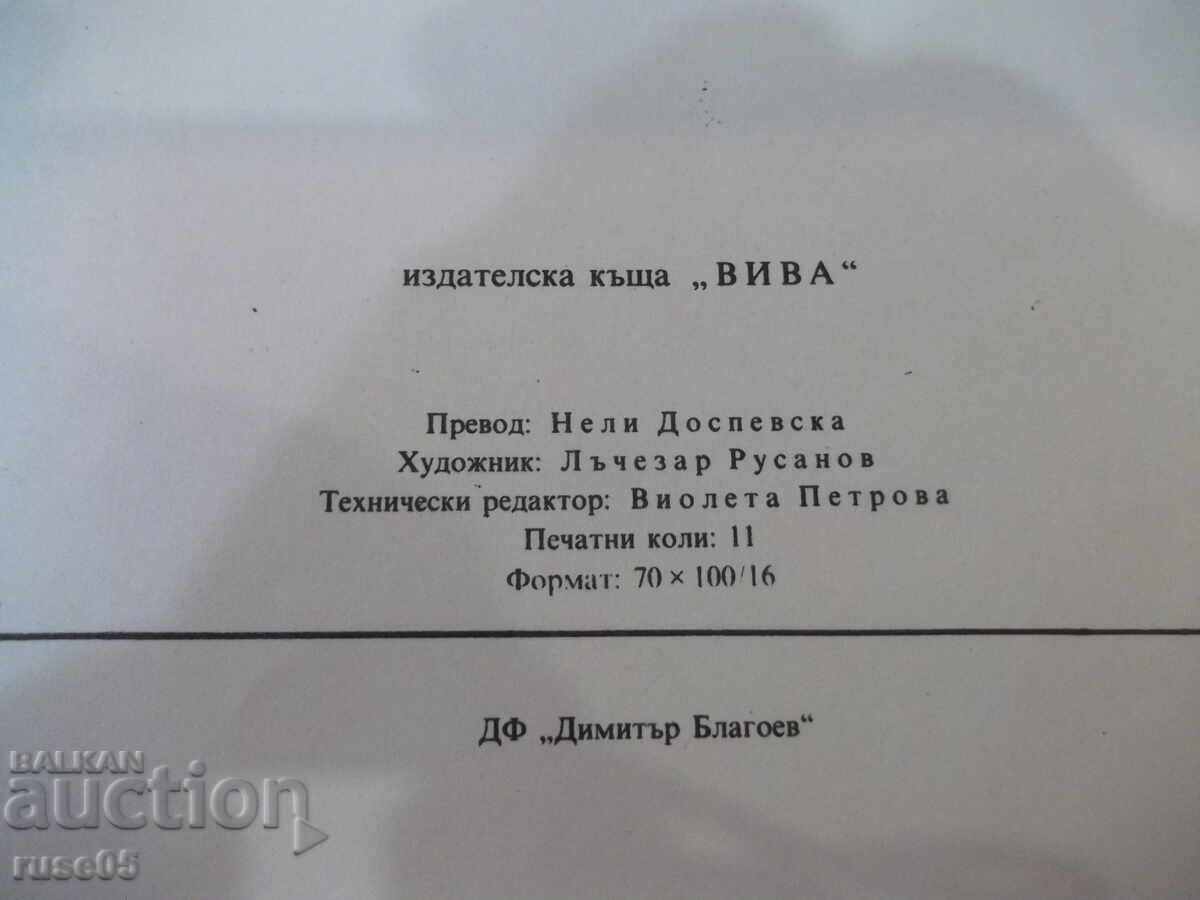 издателска къща „ВИВА“
Превод: Нели Доспевска
Художник: Лъчезар Русанов
Технически редактор: Виолета Петрова
Печатни коли: 11
Формат: 70 × 100/16
ДФ „Димитър Благоев“
BALKAN
auction
ruse05